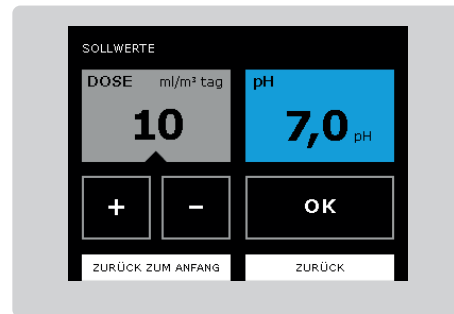 SOLLWERTE
DOSE ml/m² tag
10
pH
7,0 pH
+ −
OK
ZURÜCK ZUM ANFANG
ZURÜCK